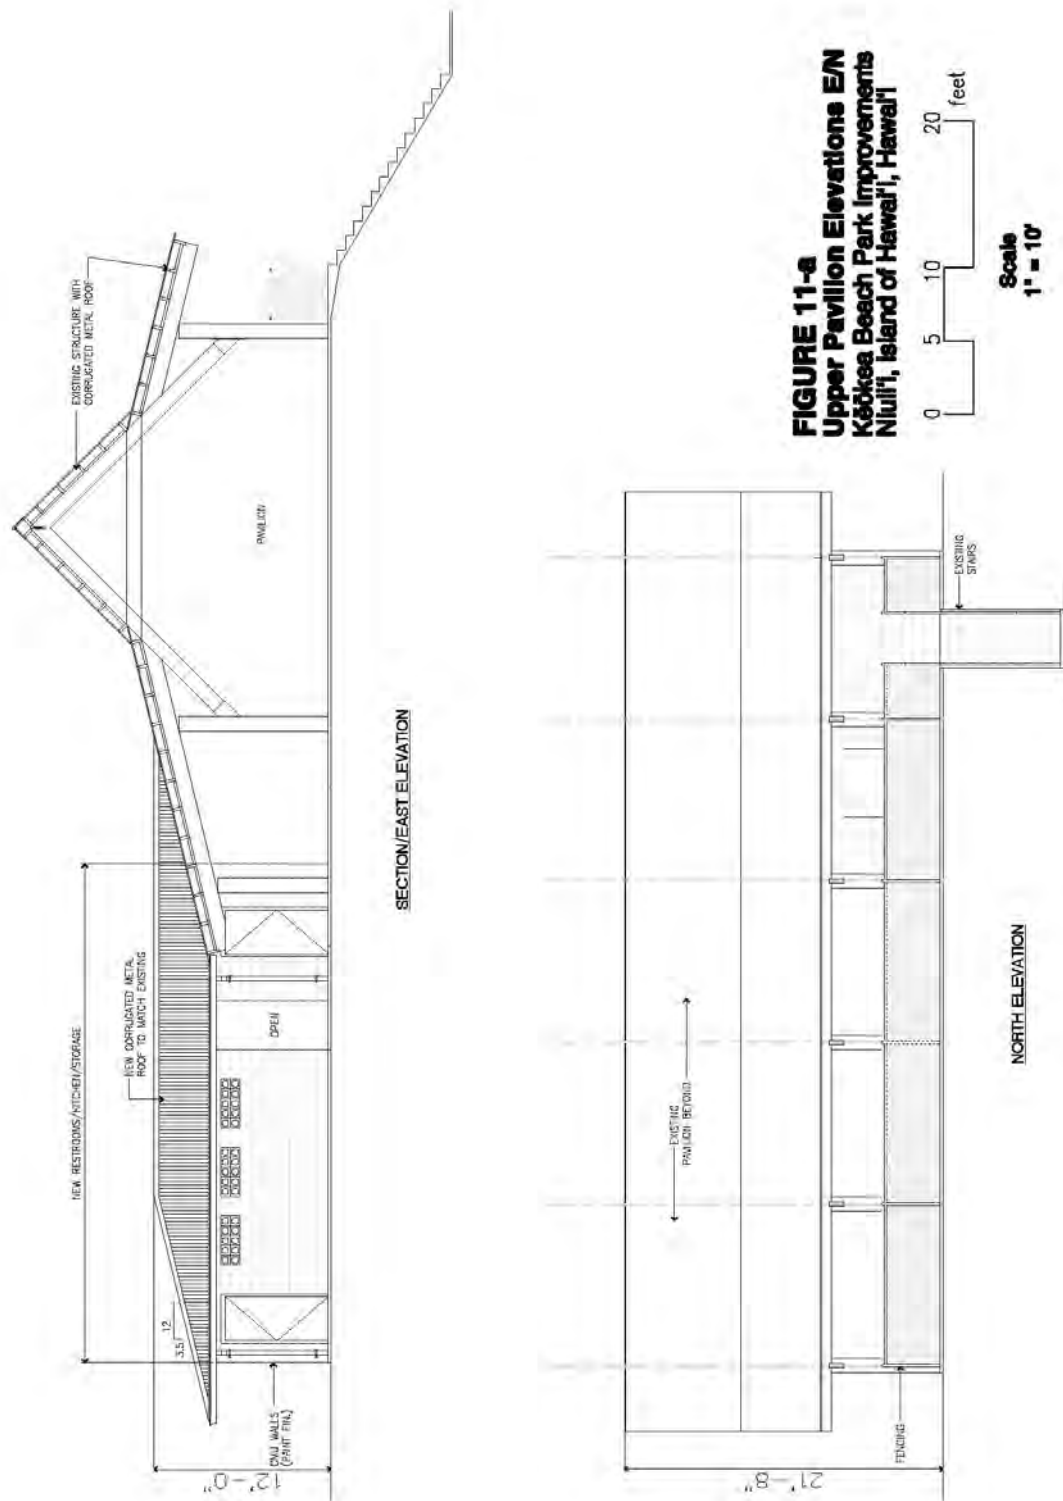 EXISTING STRUCTURE WITH
CORRUGATED METAL ROOF
NEW RESTROOMS/KITCHEN/STORAGE
NEW CORRUGATED METAL
ROOF TO MATCH EXISTING
PAVILION
OPEN
12
3.5
CMU WALLS
(PAINT FIN.)
12'-0"
SECTION/EAST ELEVATION
EXISTING
PAVILION BEYOND
EXISTING
STAIRS
FENCING
21'-8"
NORTH ELEVATION
FIGURE 11-a
Upper Pavilion Elevations E/N
Kēōkea Beach Park Improvements
Niuli'i, Island of Hawai'i, Hawai'i
0 5 10 20
feet
Scale
1" = 10'